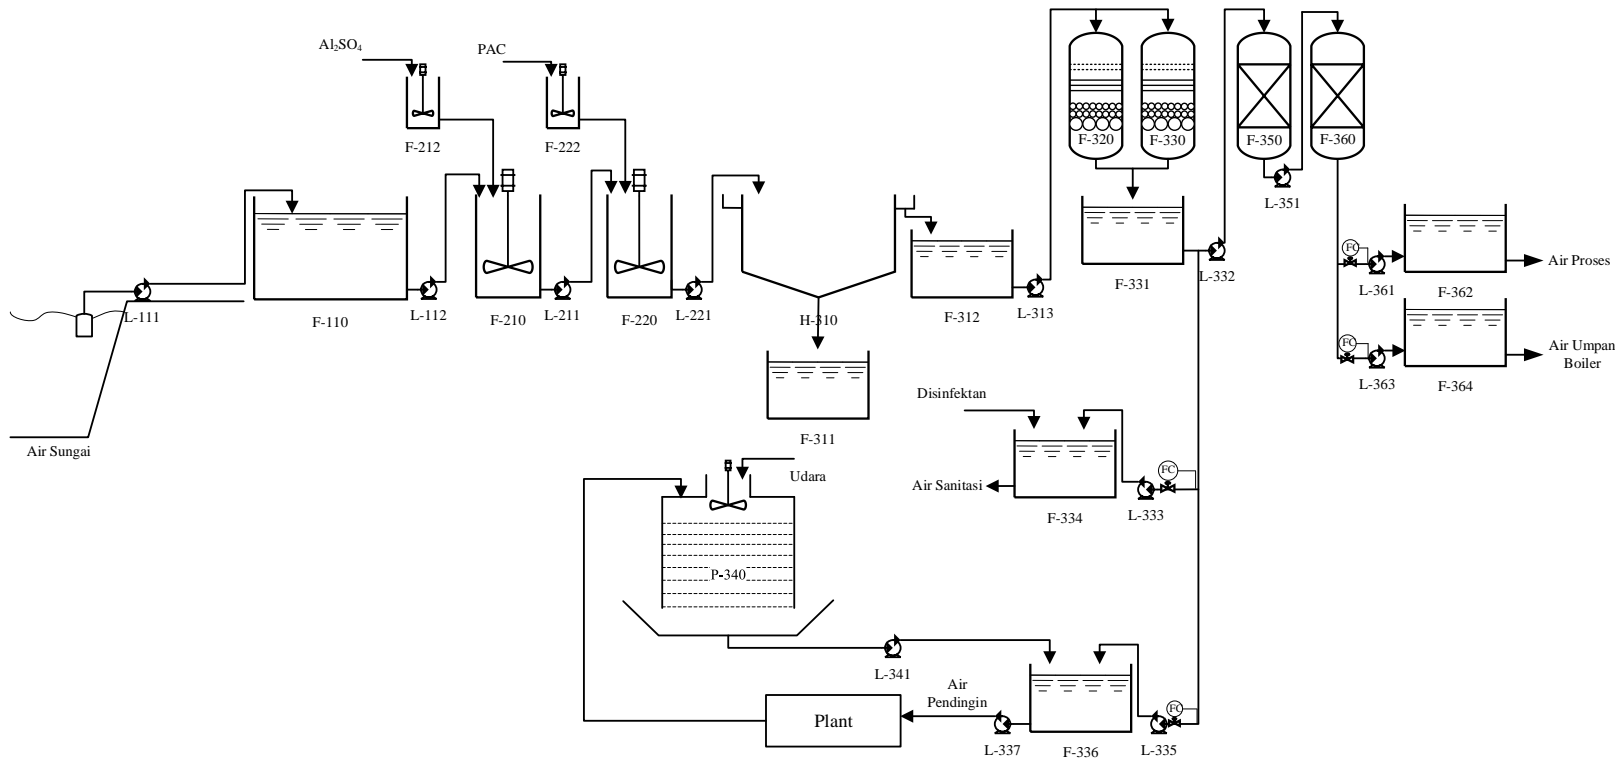 Al₂SO₄
PAC
F-212
F-222
F-320
F-330
F-350
F-360
L-351
L-111
F-110
L-112
F-210
L-211
F-220
L-221
H-310
F-312
L-313
F-331
L-332
FC
L-361
F-362
Air Proses
FC
L-363
F-364
Air Umpan
Boiler
F-311
Air Sungai
Disinfektan
Air Sanitasi
F-334
L-333
FC
Udara
P-340
L-341
Air
Pendingin
Plant
L-337
F-336
L-335
FC